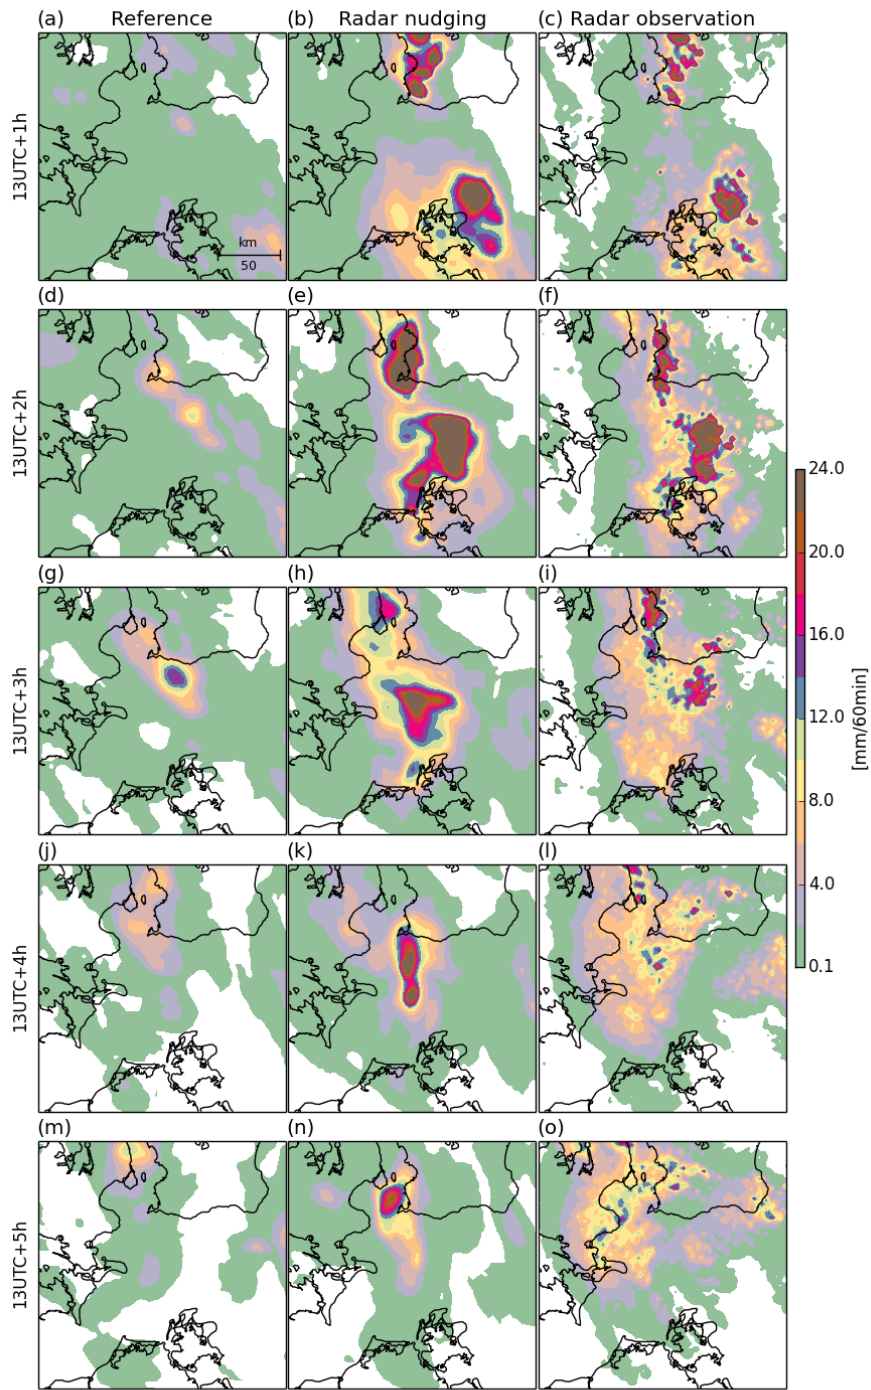 (a) Reference (b) Radar nudging (c) Radar observation
13UTC+1h
km
50
(d) (e) (f)
13UTC+2h
(g) (h) (i)
13UTC+3h
(j) (k) (l)
13UTC+4h
(m) (n) (o)
13UTC+5h
24.0
20.0
16.0
12.0
8.0
4.0
0.1
[mm/60min]